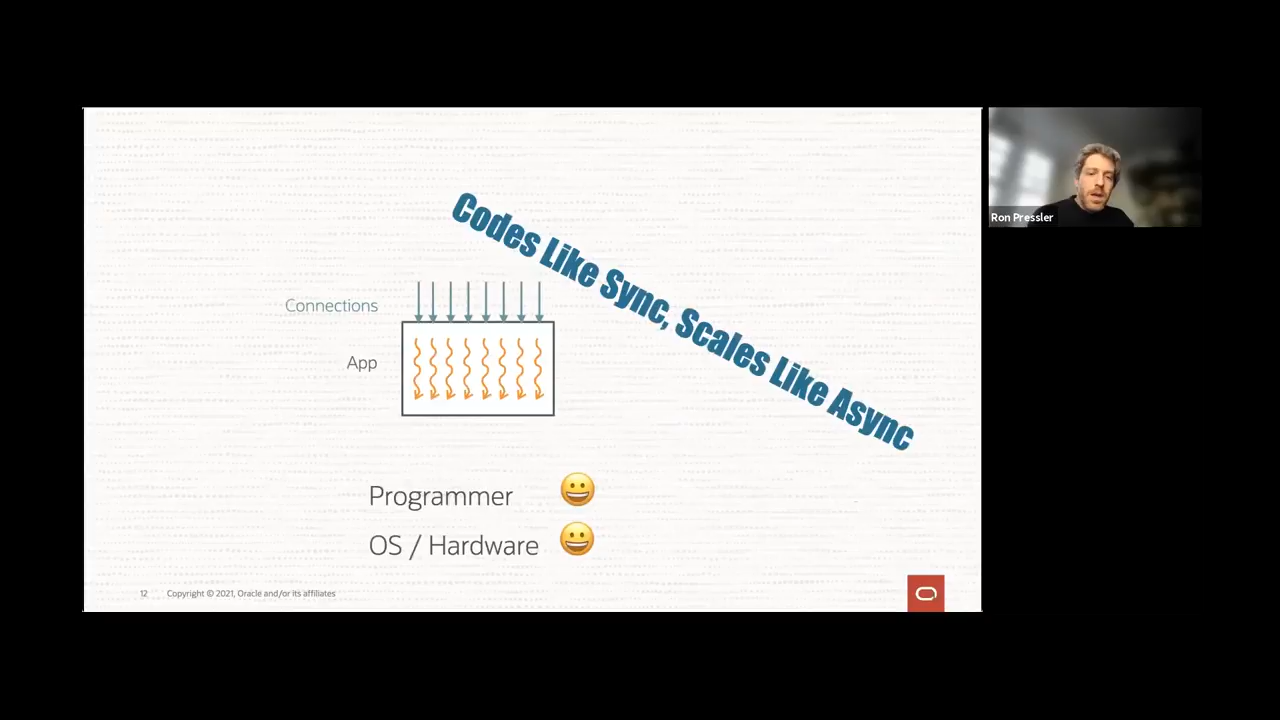 Codes Like Sync, Scales Like Async
Connections
App
Programmer
OS / Hardware
12 Copyright © 2021, Oracle and/or its affiliates
Ron Pressler